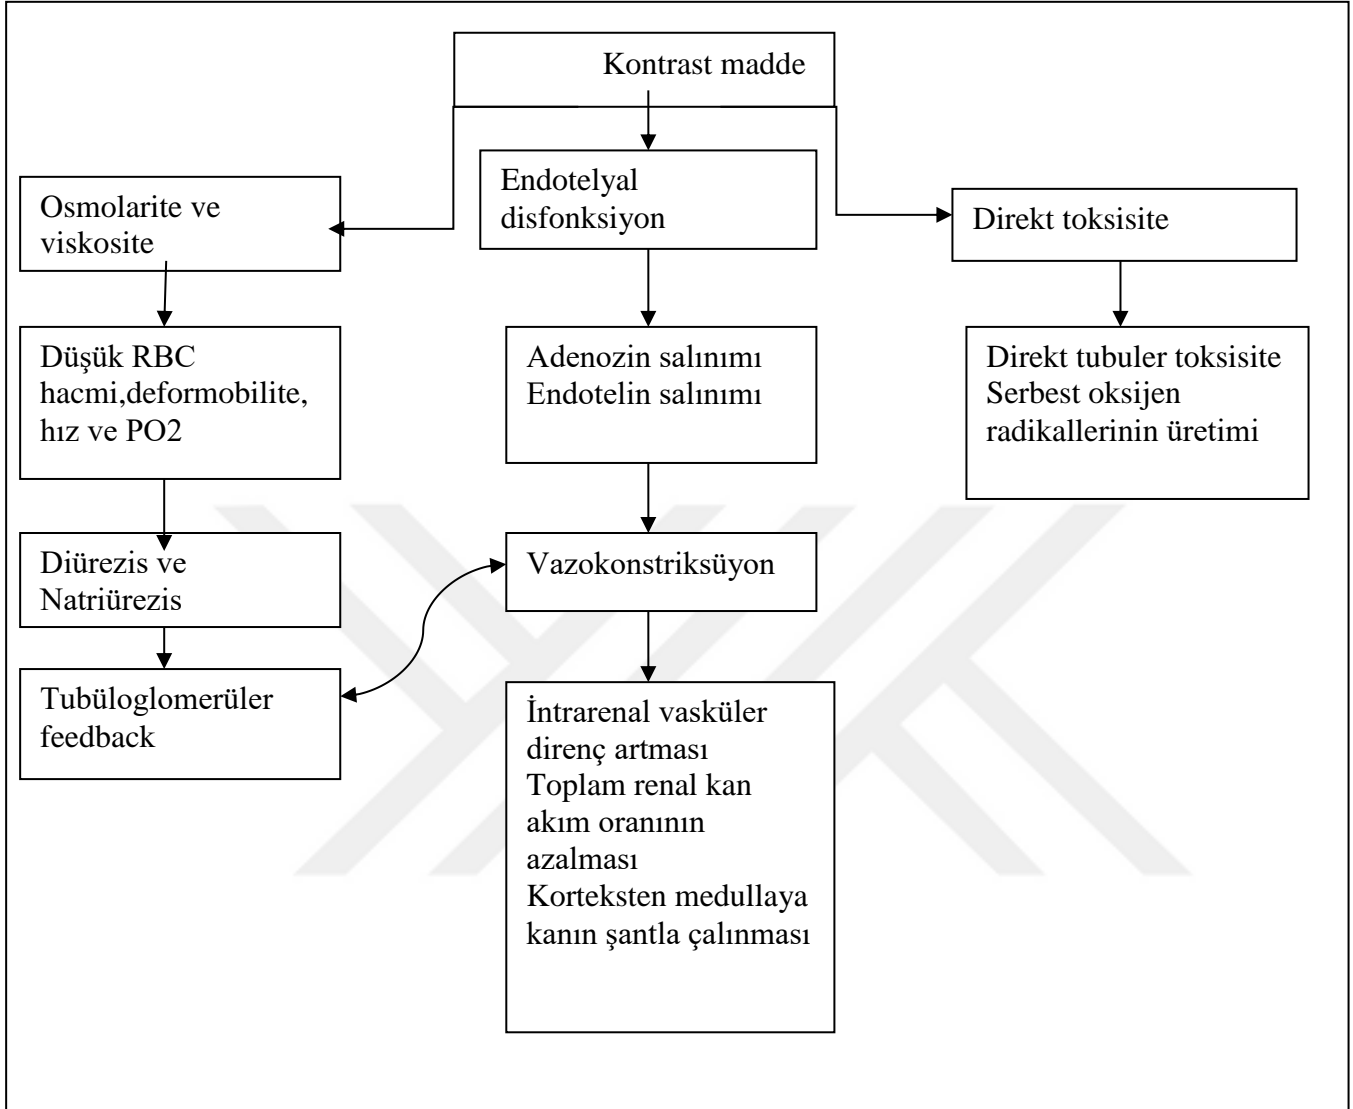 Kontrast madde
Endotelyal
disfonksiyon
Osmolarite ve
viskosite
Direkt toksisite
Düşük RBC
hacmi,deformobilite,
hız ve PO2
Adenozin salınımı
Endotelin salınımı
Direkt tubuler toksisite
Serbest oksijen
radikallerinin üretimi
Diürezis ve
Natriürezis
Vazokonstriksüyon
Tubüloglomerüler
feedback
İntrarenal vasküler
direnç artması
Toplam renal kan
akım oranının
azalması
Korteksten medullaya
kanın şantla çalınması